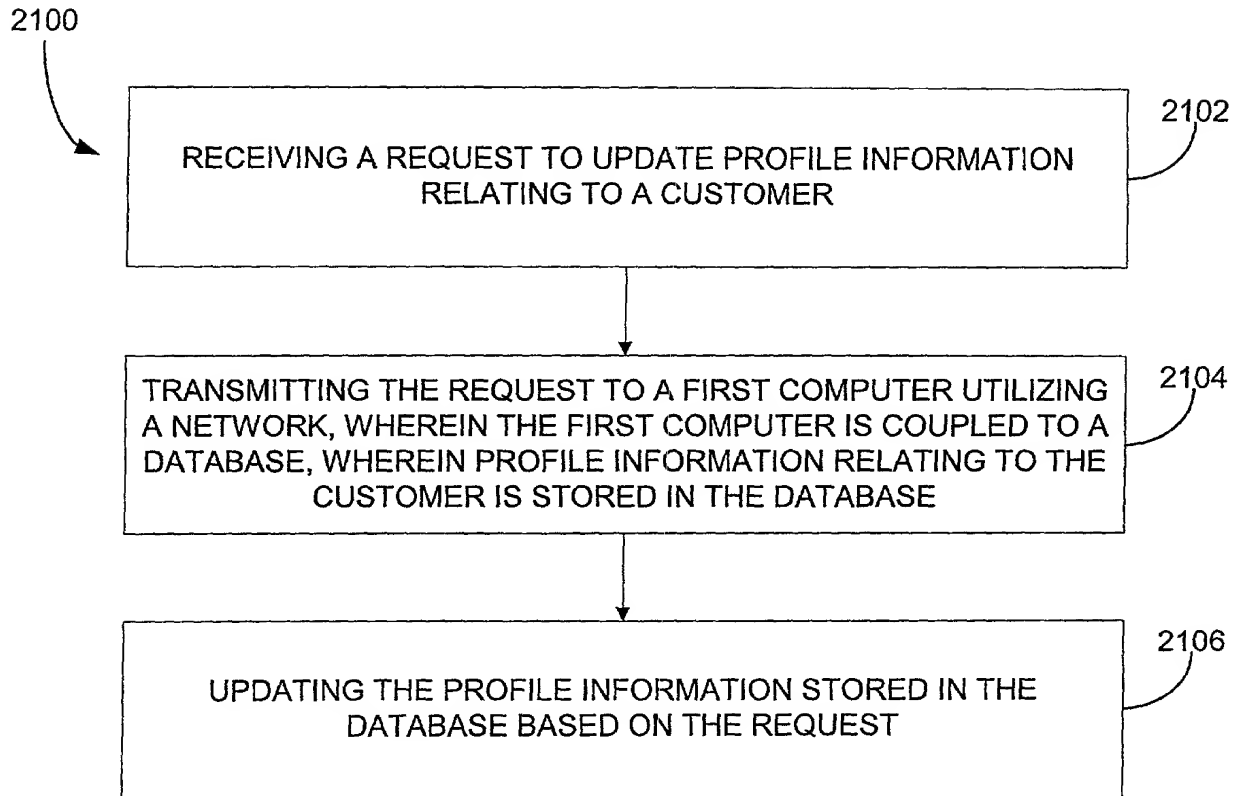 2100
2102
RECEIVING A REQUEST TO UPDATE PROFILE INFORMATION
RELATING TO A CUSTOMER
2104
TRANSMITTING THE REQUEST TO A FIRST COMPUTER UTILIZING
A NETWORK, WHEREIN THE FIRST COMPUTER IS COUPLED TO A
DATABASE, WHEREIN PROFILE INFORMATION RELATING TO THE
CUSTOMER IS STORED IN THE DATABASE
2106
UPDATING THE PROFILE INFORMATION STORED IN THE
DATABASE BASED ON THE REQUEST